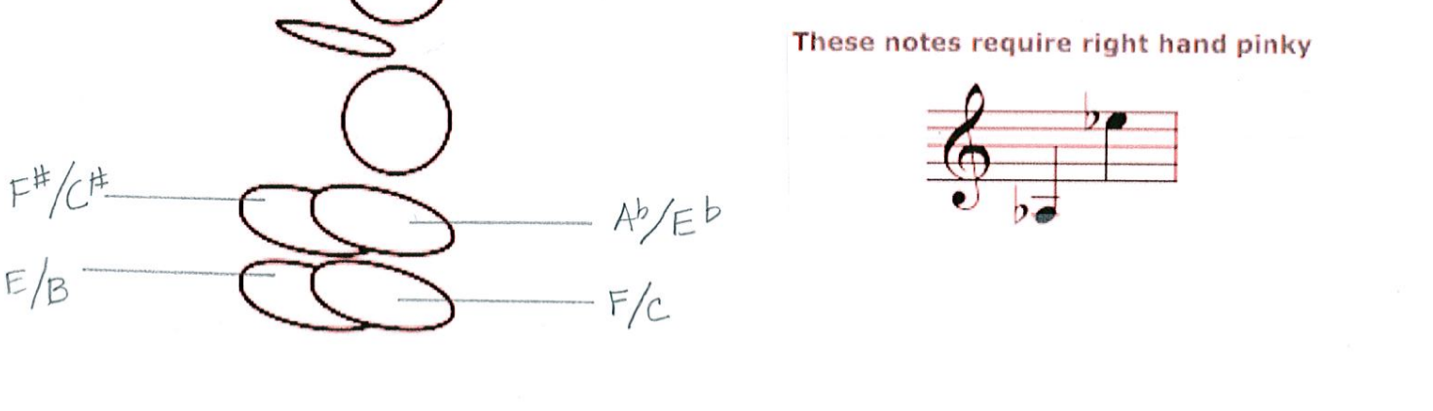 These notes require right hand pinky
F#/C#
Ab/Eb
E/B
F/C